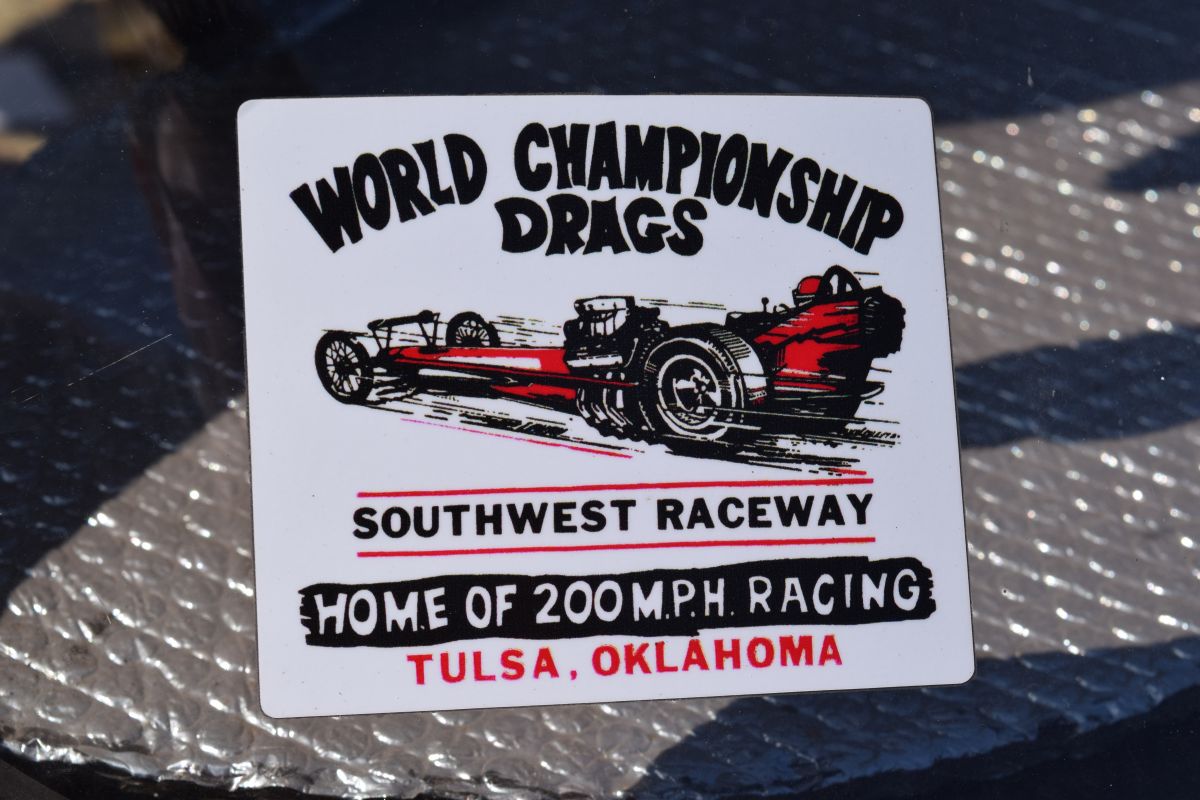 WORLD CHAMPIONSHIP
DRAGS
SOUTHWEST RACEWAY
HOME OF 200 M.P.H. RACING
TULSA, OKLAHOMA